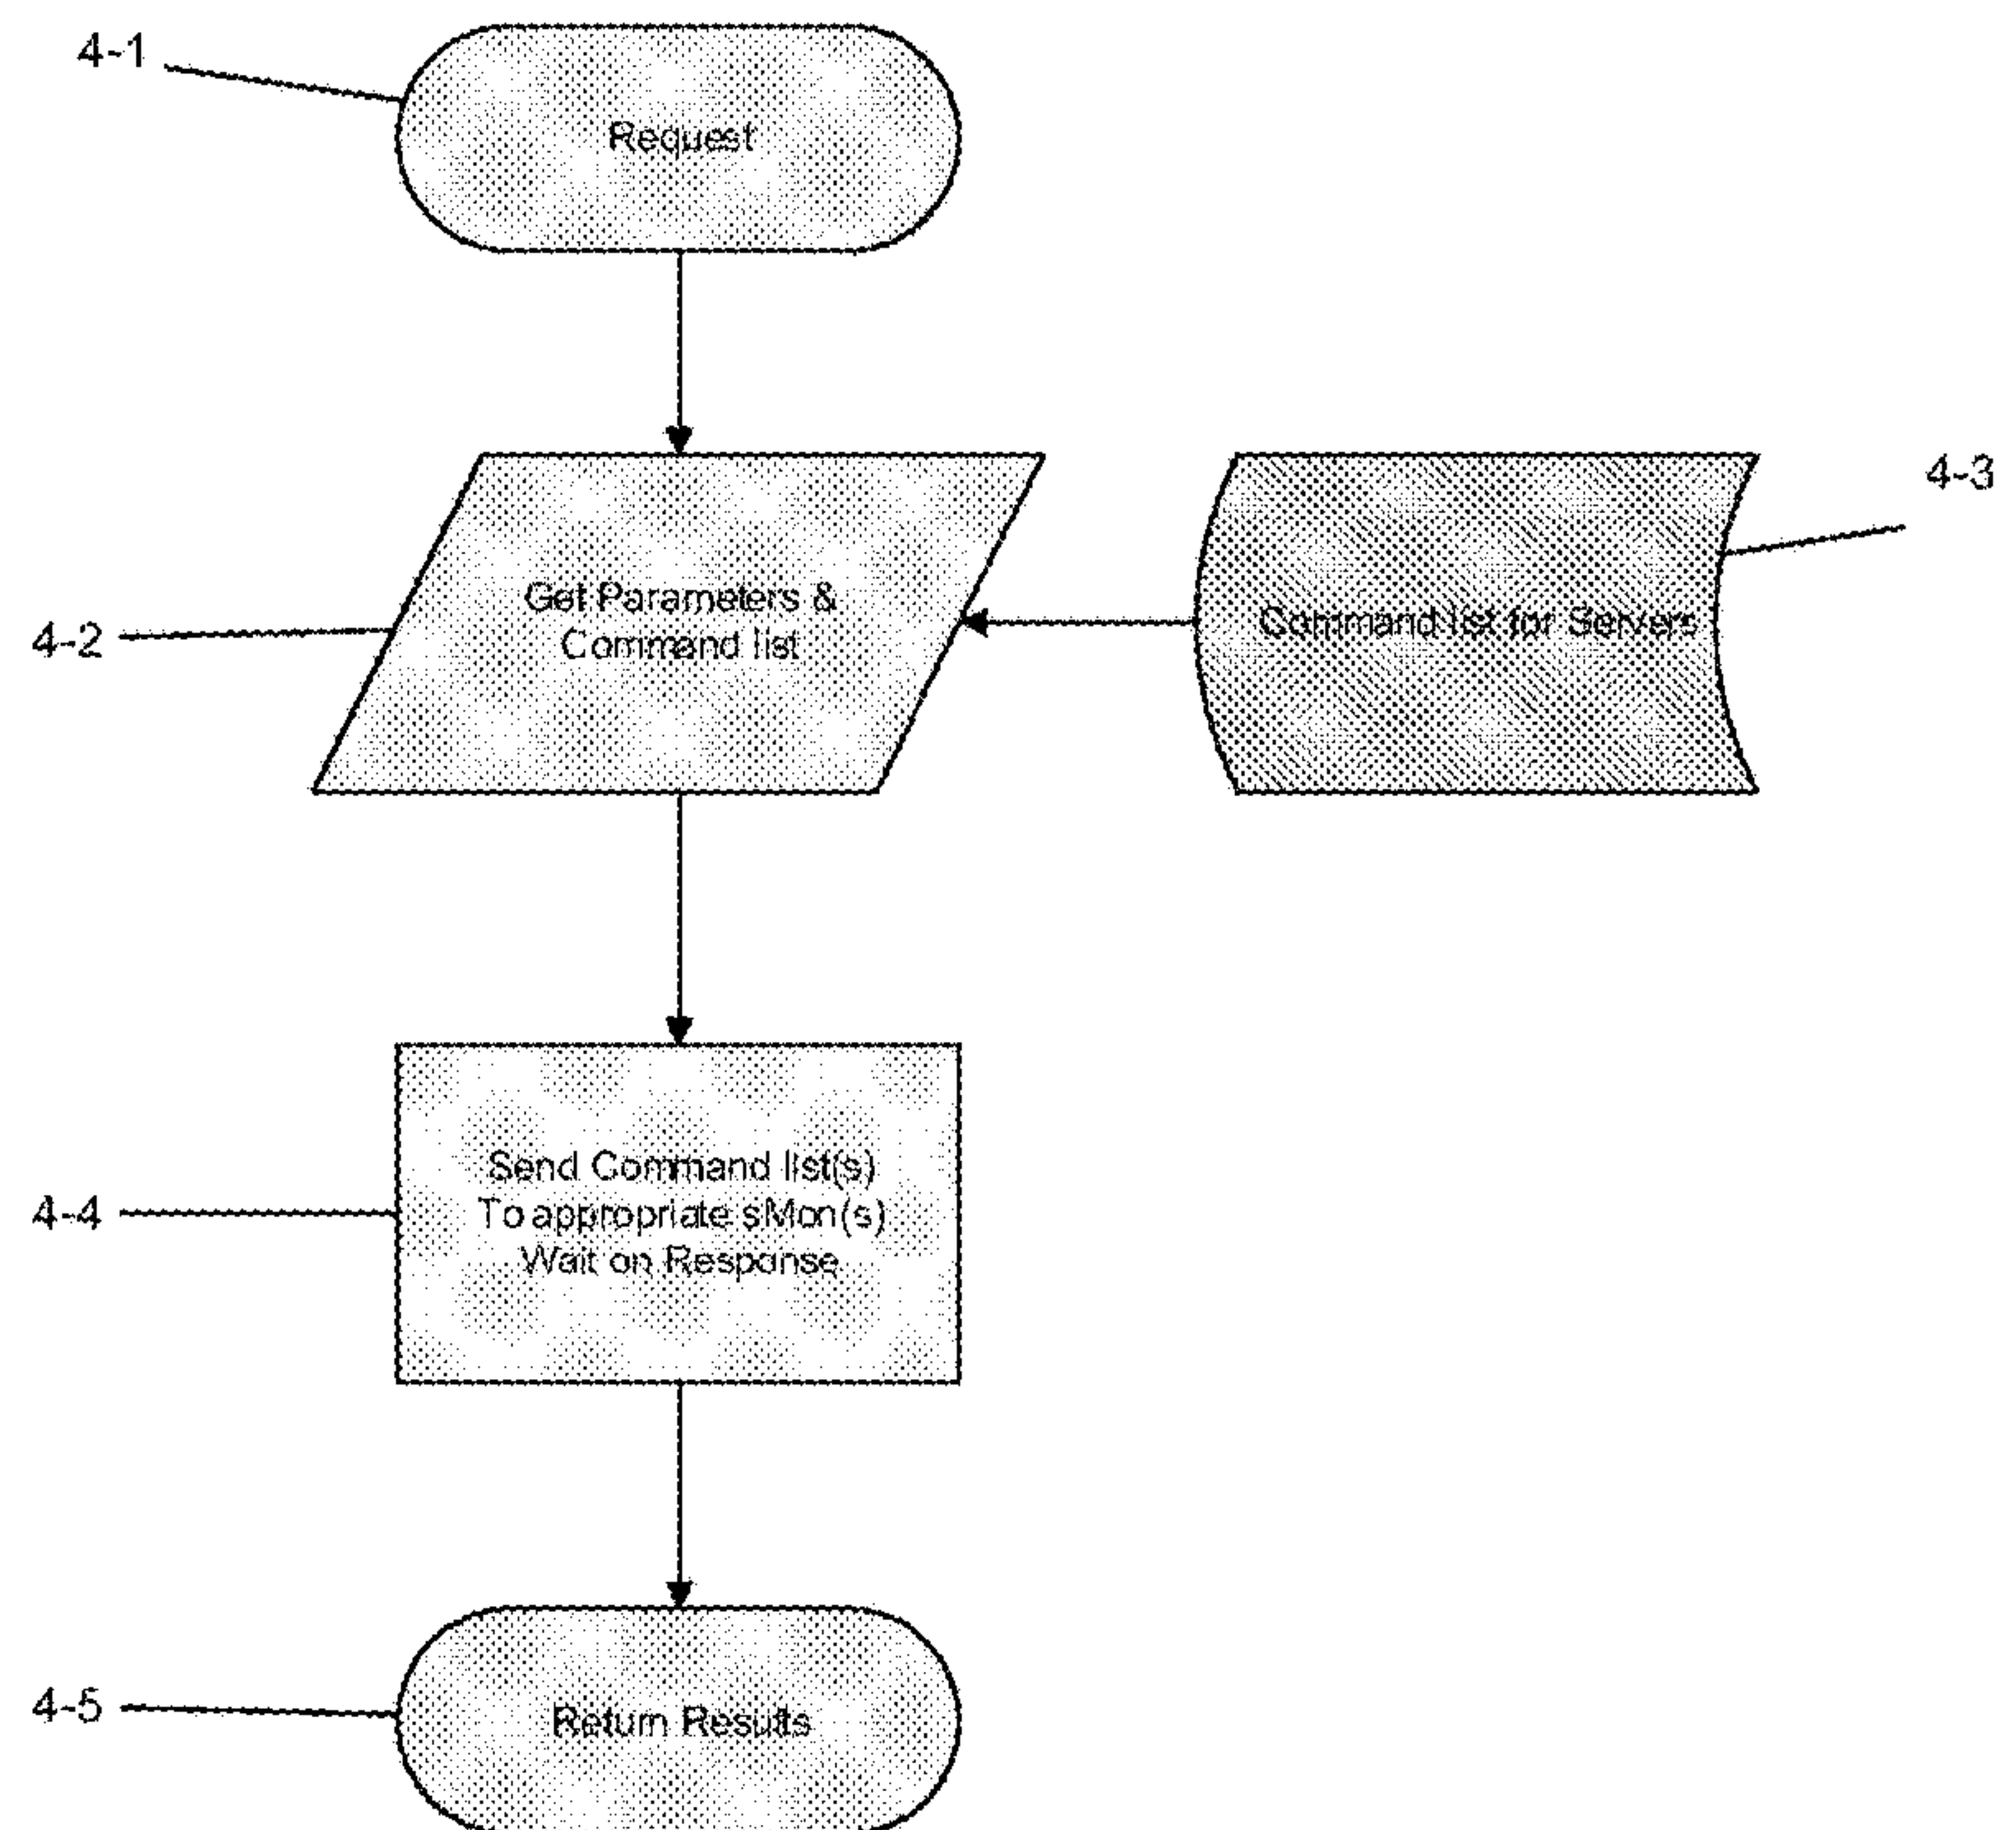 4-1
Request
4-2
Get Parameters &
Command list
Command list for Servers
4-3
4-4
Send Command list(s)
To appropriate sMon(s)
Wait on Response
4-5
Return Results